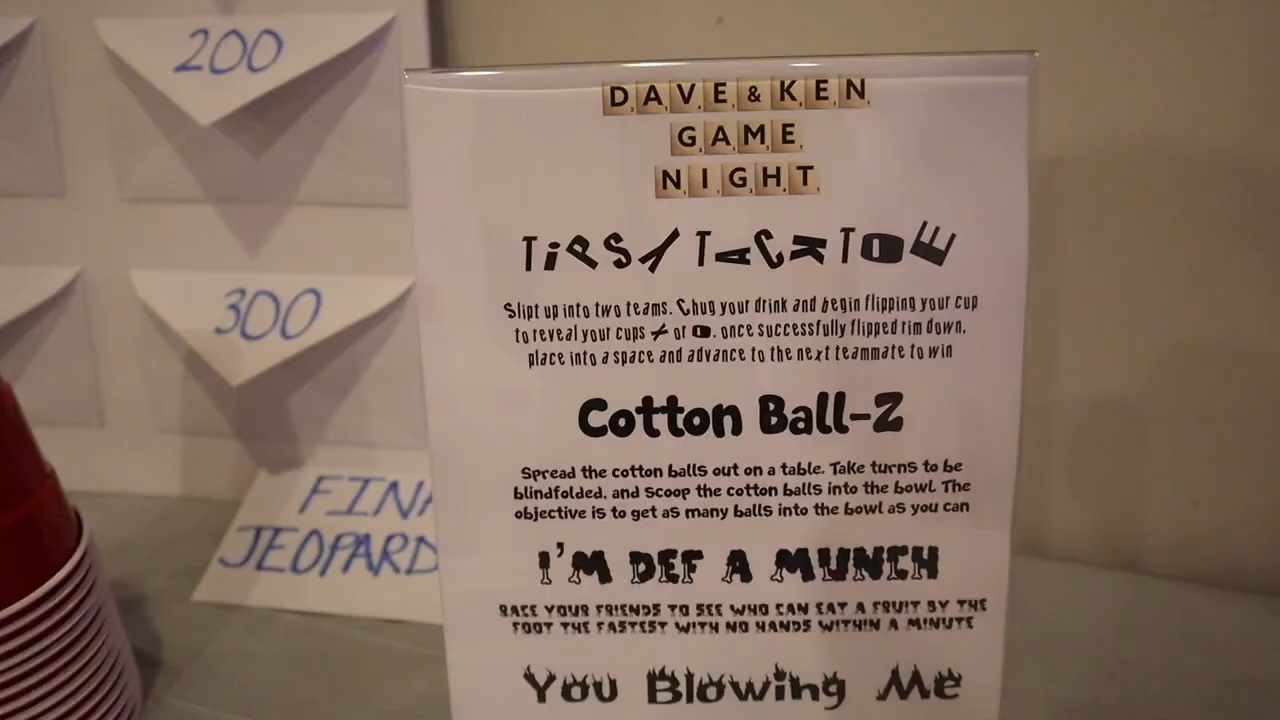 200
300
FINA
JEOPARD
DAVE & KEN
GAME
NIGHT
TIPSY TACK TOE
Slipt up into two teams. Chug your drink and begin flipping your cup
to reveal your cups X or O. once successfully flipped rim down,
place into a space and advance to the next teammate to win
Cotton Ball-Z
Spread the cotton balls out on a table. Take turns to be
blindfolded, and scoop the cotton balls into the bowl. The
objective is to get as many balls into the bowl as you can
I'M DEF A MUNCH
RACE YOUR FRIENDS TO SEE WHO CAN EAT A FRUIT BY THE
FOOT THE FASTEST WITH NO HANDS WITHIN A MINUTE
You Blowing Me